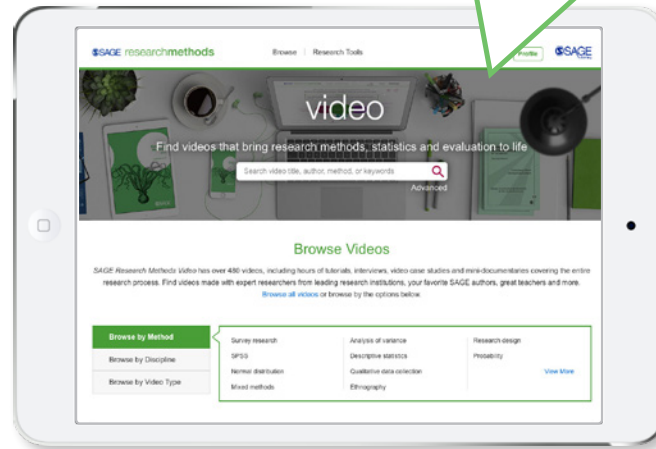 SAGE researchmethods
Browse | Research Tools
Profile
SAGE
video
Find videos that bring research methods, statistics and evaluation to life
Search video title, author, method, or keywords
Advanced
Browse Videos
SAGE Research Methods Video has over 480 videos, including hours of tutorials, interviews, video case studies and mini-documentaries covering the entire
research process. Find videos made with expert researchers from leading research institutions, your favorite SAGE authors, great teachers and more.
Browse all videos or browse by the options below.
Browse by Method
Browse by Discipline
Browse by Video Type
Survey research
SPSS
Normal distribution
Mixed methods
Analysis of variance
Descriptive statistics
Qualitative data collection
Ethnography
Research design
Probability
View More